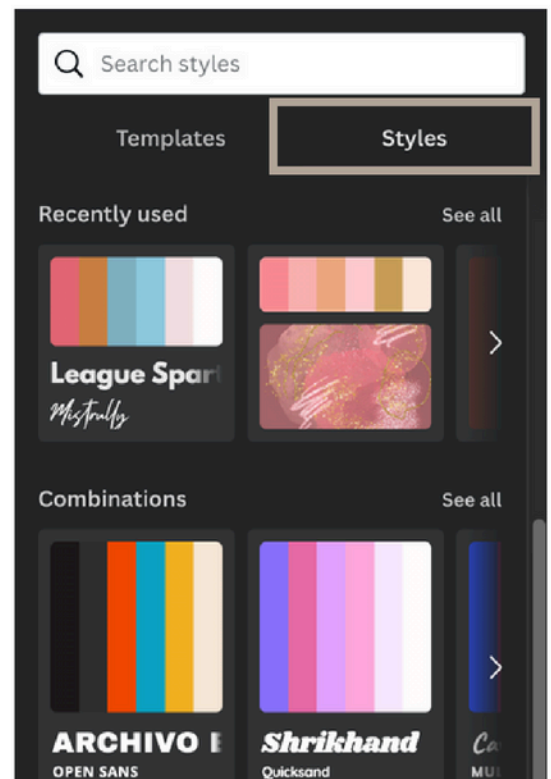 Search styles
Templates Styles
Recently used See all
League Spar
Mistrully
Combinations See all
ARCHIVO
OPEN SANS
Shrikhand
Quicksand